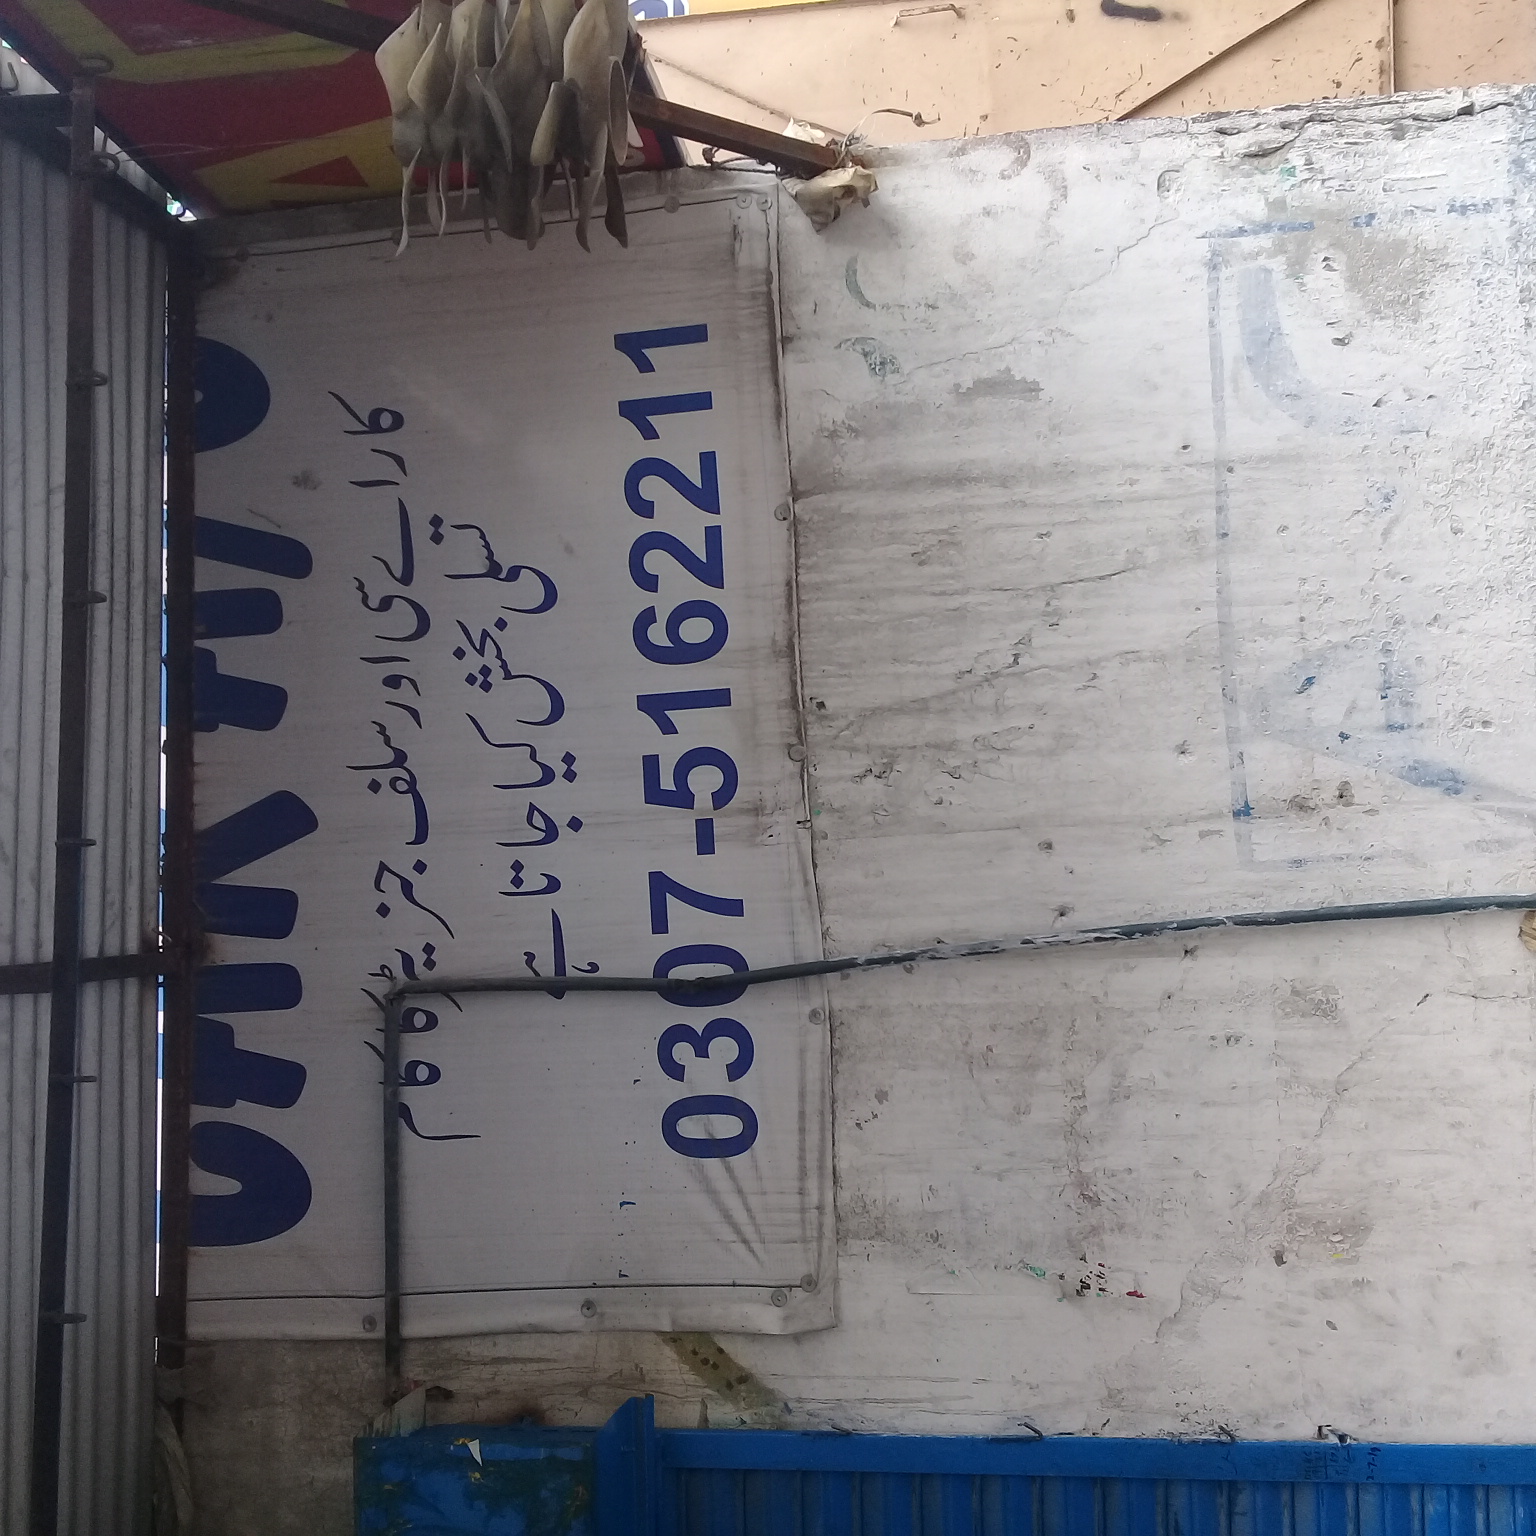 کار اے سی اور سلف جنریٹر کا کام
تسلی بخش کیا جاتا ہے
0307-5162211